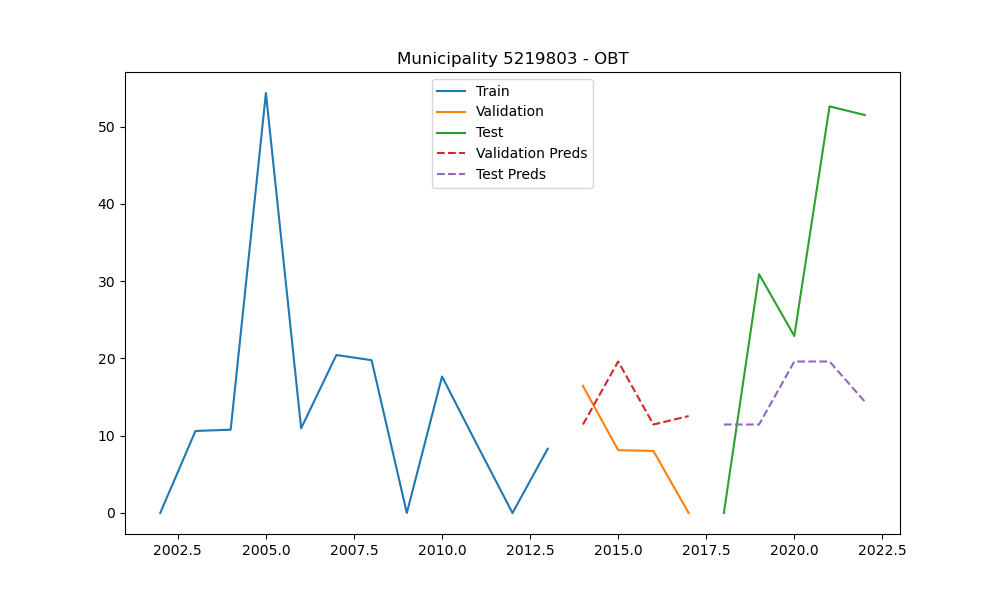 Municipality 5219803 - OBT
Train
Validation
Test
Validation Preds
Test Preds
50
40
30
20
10
0
2002.5 2005.0 2007.5 2010.0 2012.5 2015.0 2017.5 2020.0 2022.5